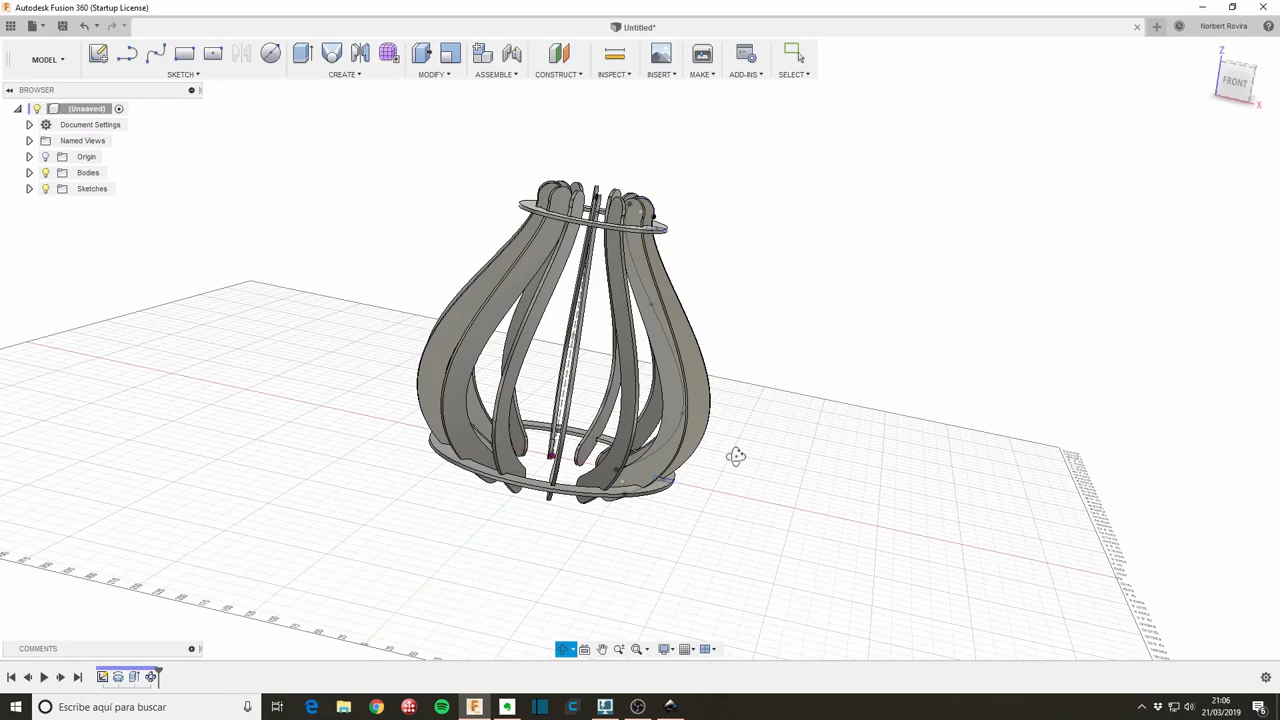 Autodesk Fusion 360 (Startup License)
Untitled*
Norbert Rovira
MODEL
SKETCH
CREATE
MODIFY
ASSEMBLE
CONSTRUCT
INSPECT
INSERT
MAKE
ADD-INS
SELECT
BROWSER
(Unsaved)
Document Settings
Named Views
Origin
Bodies
Sketches
Z
FRONT
X
COMMENTS
Escribe aquí para buscar
21:06
21/03/2019
6